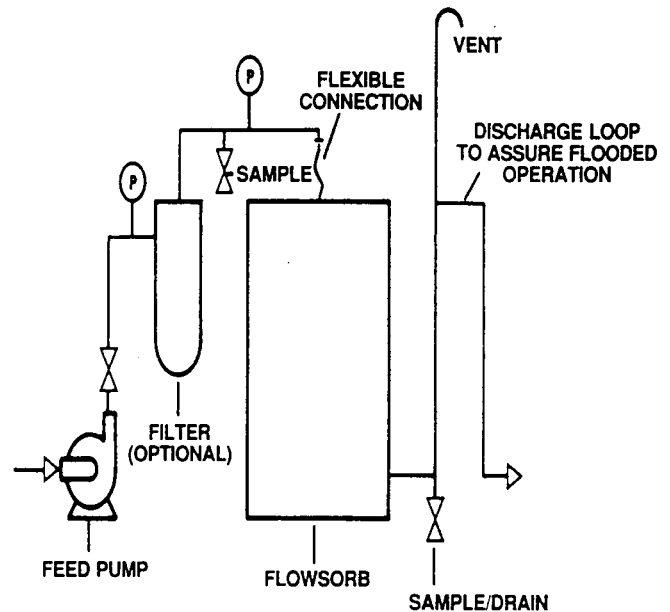 VENT
FLEXIBLE
CONNECTION
P
DISCHARGE LOOP
TO ASSURE FLOODED
OPERATION
SAMPLE
P
FILTER
(OPTIONAL)
FEED PUMP
FLOWSORB
SAMPLE/DRAIN